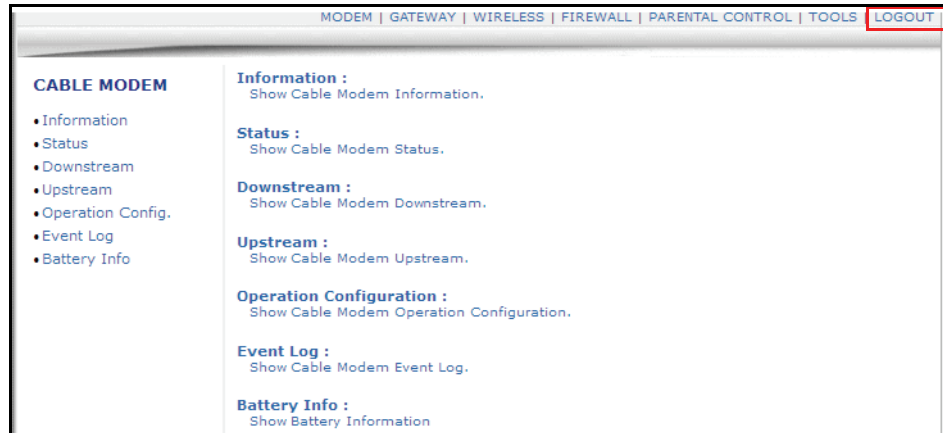 MODEM | GATEWAY | WIRELESS | FIREWALL | PARENTAL CONTROL | TOOLS | LOGOUT |
CABLE MODEM
•Information
•Status
•Downstream
•Upstream
•Operation Config.
•Event Log
•Battery Info
Information :
Show Cable Modem Information.
Status :
Show Cable Modem Status.
Downstream :
Show Cable Modem Downstream.
Upstream :
Show Cable Modem Upstream.
Operation Configuration :
Show Cable Modem Operation Configuration.
Event Log :
Show Cable Modem Event Log.
Battery Info :
Show Battery Information